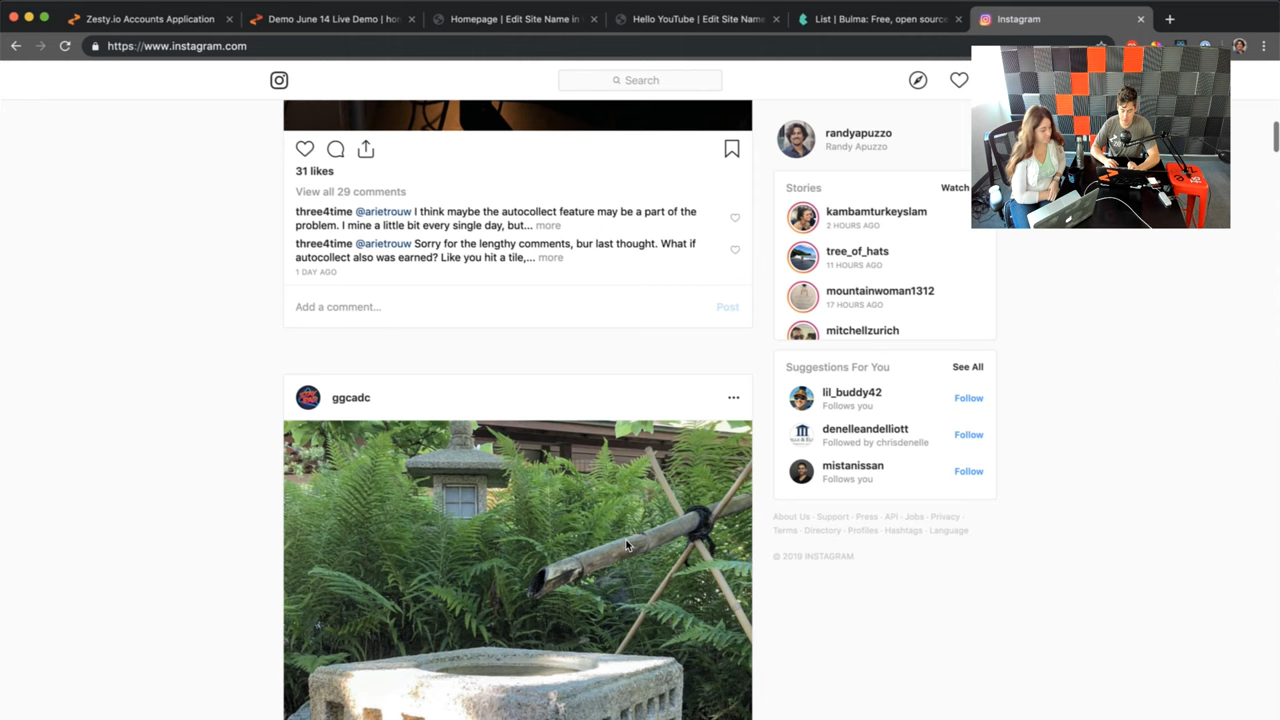 Zesty.io Accounts Application
Demo June 14 Live Demo | hon
Homepage | Edit Site Name in
Hello YouTube | Edit Site Name
List | Bulma: Free, open source
Instagram
https://www.instagram.com
Search
31 likes
View all 29 comments
three4time @arietrouw I think maybe the autocollect feature may be a part of the
problem. I mine a little bit every single day, but... more
three4time @arietrouw Sorry for the lengthy comments, bur last thought. What if
autocollect also was earned? Like you hit a tile,... more
1 DAY AGO
Add a comment...
Post
ggcadc
randyapuzzo
Randy Apuzzo
Stories
Watch
kambamturkeyslam
2 HOURS AGO
tree_of_hats
11 HOURS AGO
mountainwoman1312
17 HOURS AGO
mitchellzurich
Suggestions For You
See All
lil_buddy42
Follows you
Follow
denelleandelliott
Followed by chrisdenelle
Follow
mistanissan
Follows you
Follow
About Us · Support · Press · API · Jobs · Privacy ·
Terms · Directory · Profiles · Hashtags · Language
© 2019 INSTAGRAM